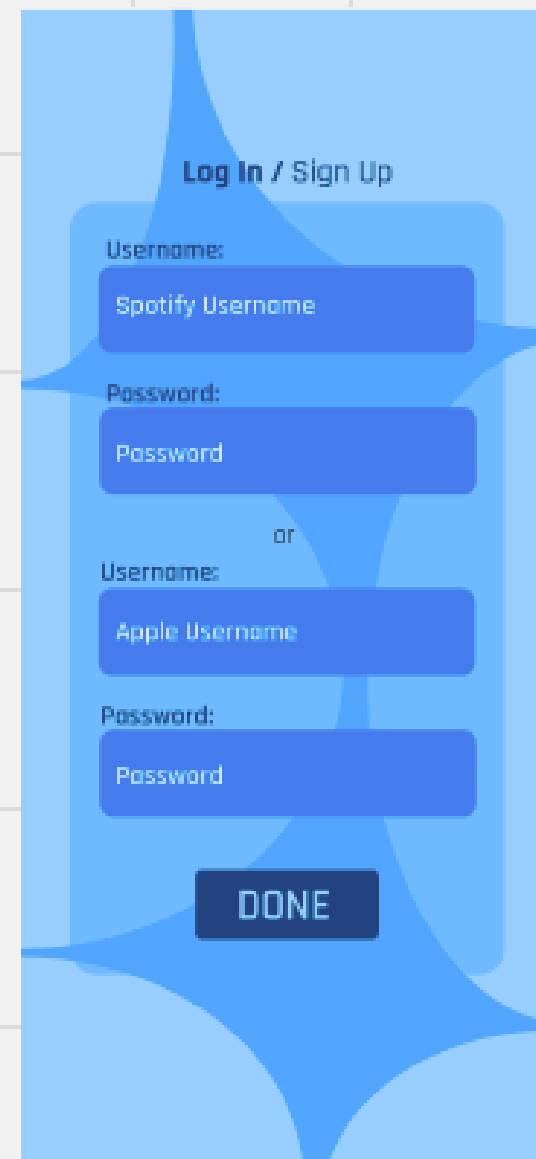 Log In / Sign Up
Username:
Spotify Username
Password:
Password
or
Username:
Apple Username
Password:
Password
DONE